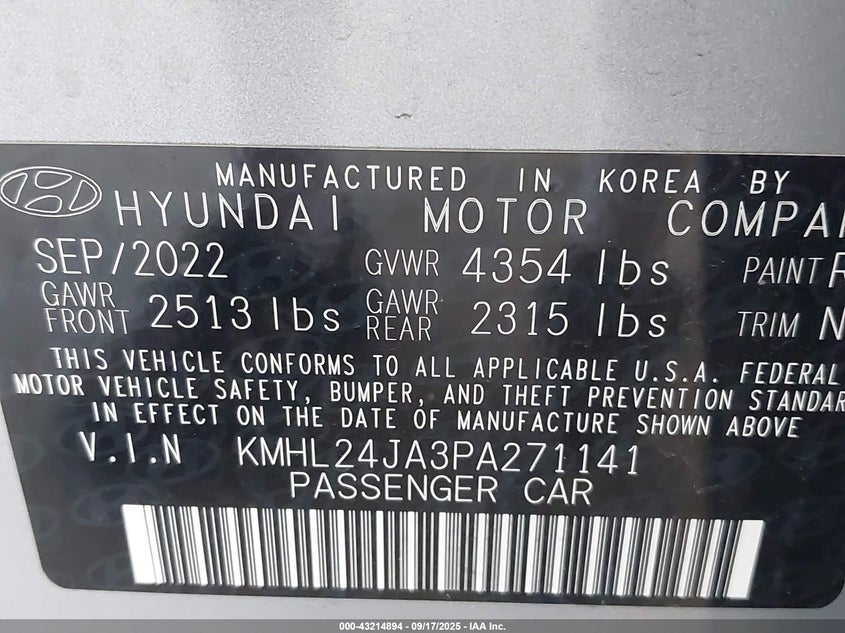 MANUFACTURED IN KOREA BY
HYUNDAI MOTOR
SEP/2022 GVWR 4354 lbs PAINT
GAWR FRONT 2513 lbs GAWR REAR 2315 lbs TRIM
THIS VEHICLE CONFORMS TO ALL APPLICABLE U.S.A. FEDERAL
MOTOR VEHICLE SAFETY, BUMPER, AND THEFT PREVENTION
IN EFFECT ON THE DATE OF MANUFACTURE SHOWN ABOVE
V.I.N KMHL24JA3PA271141
PASSENGER CAR
000-43214894 - 09/17/2025 - IAA Inc.